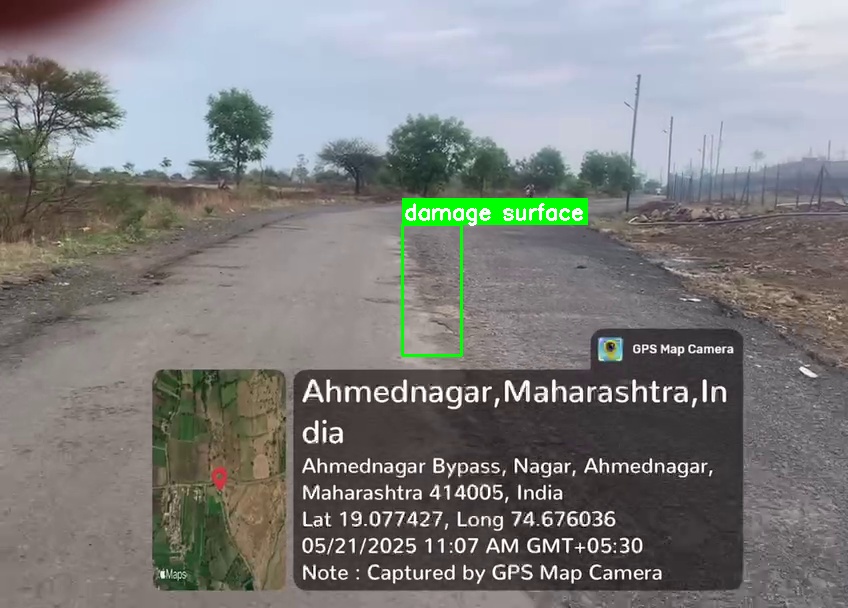 damage surface
GPS Map Camera
Ahmednagar,Maharashtra,In
dia
Ahmednagar Bypass, Nagar, Ahmednagar,
Maharashtra 414005, India
Lat 19.077427, Long 74.676036
05/21/2025 11:07 AM GMT+05:30
Note : Captured by GPS Map Camera
Maps